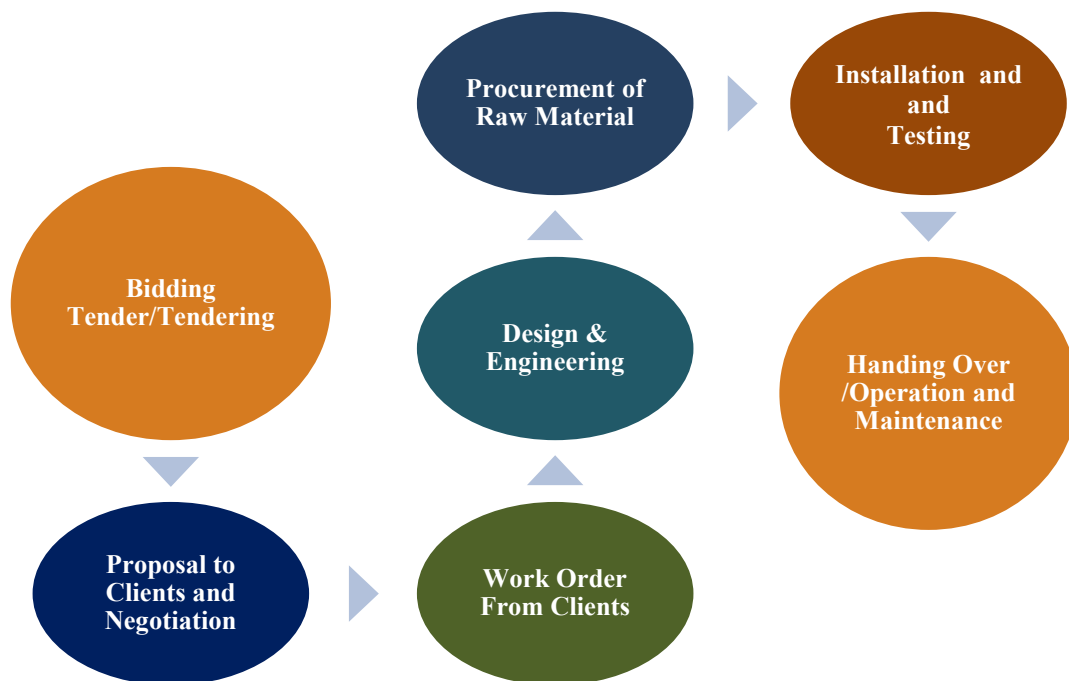 Bidding
Tender/Tendering
Proposal to
Clients and
Negotiation
Work Order
From Clients
Design &
Engineering
Procurement of
Raw Material
Installation  and
and
Testing
Handing Over
/Operation and
Maintenance